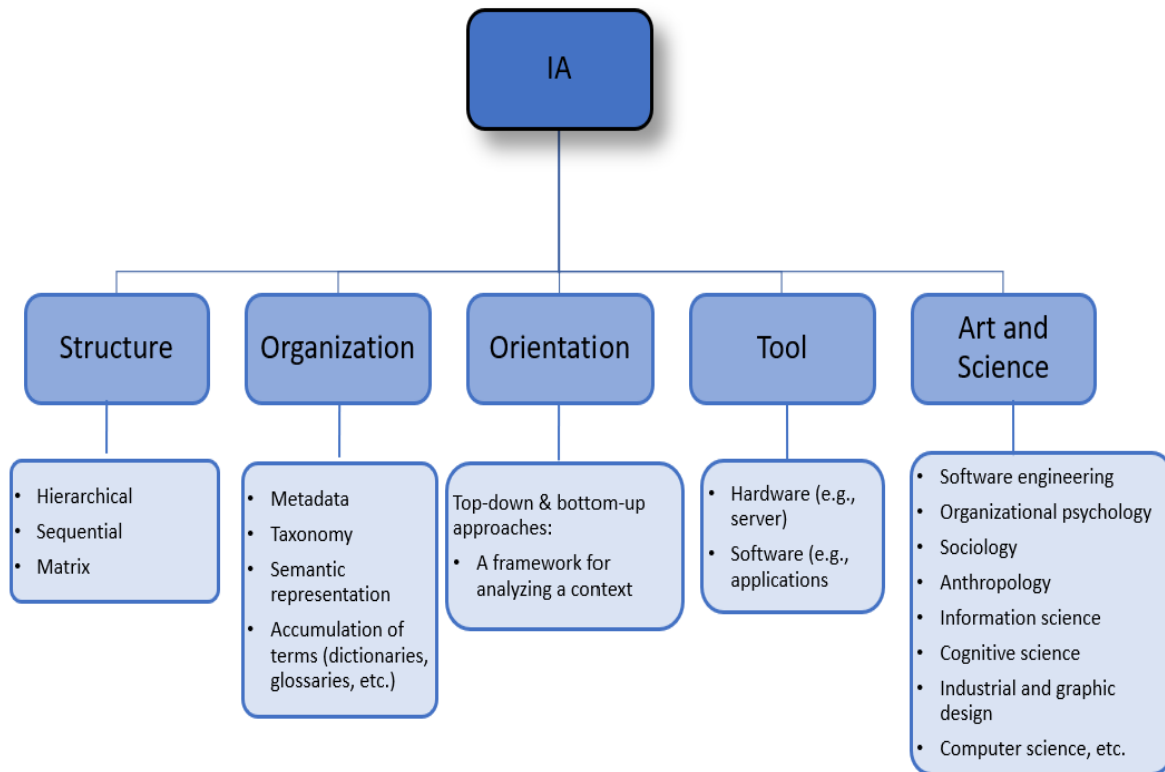 IA
Structure
Organization
Orientation
Tool
Art and
Science
• Hierarchical
• Sequential
• Matrix
• Metadata
• Taxonomy
• Semantic
representation
• Accumulation of
terms (dictionaries,
glossaries, etc.)
Top-down & bottom-up
approaches:
• A framework for
analyzing a context
• Hardware (e.g.,
server)
• Software (e.g.,
applications
• Software engineering
• Organizational psychology
• Sociology
• Anthropology
• Information science
• Cognitive science
• Industrial and graphic
design
• Computer science, etc.